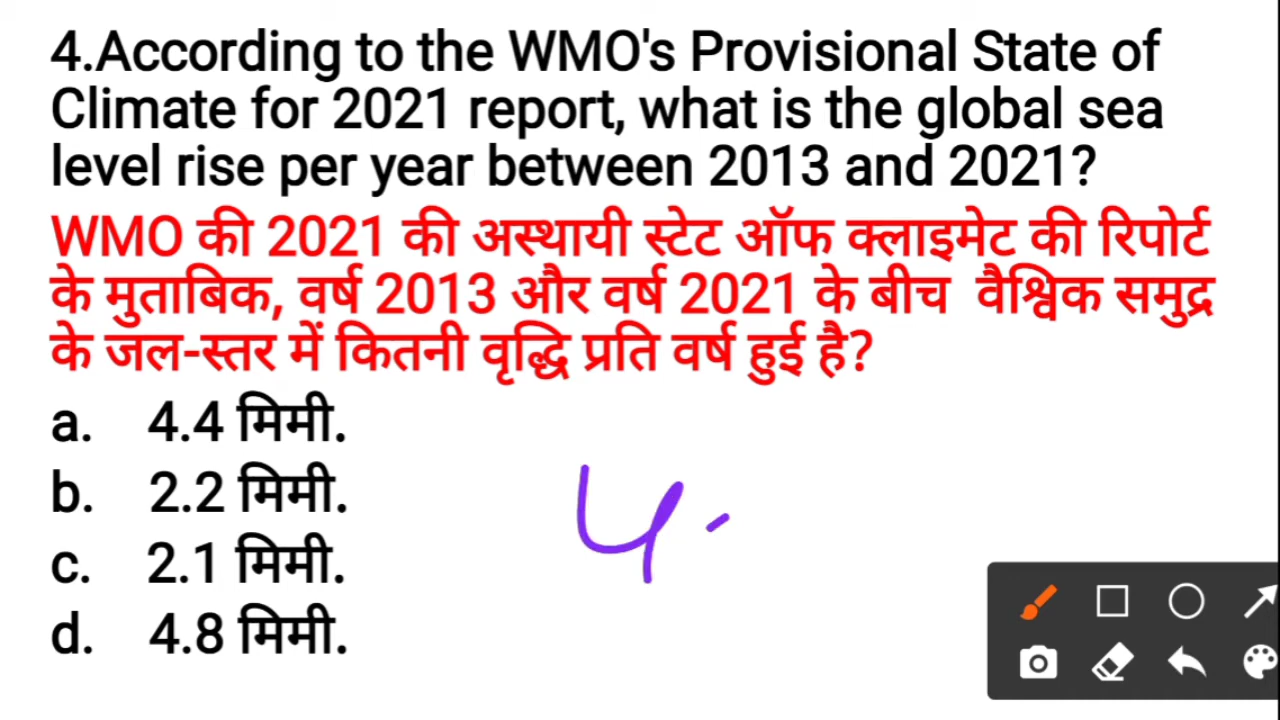 4.According to the WMO's Provisional State of
Climate for 2021 report, what is the global sea
level rise per year between 2013 and 2021?
WMO की 2021 की अस्थायी स्टेट ऑफ क्लाइमेट की रिपोर्ट
के मुताबिक, वर्ष 2013 और वर्ष 2021 के बीच वैश्विक समुद्र
के जल-स्तर में कितनी वृद्धि प्रति वर्ष हुई है?
a. 4.4 मिमी.
b. 2.2 मिमी.
4.
c. 2.1 मिमी.
d. 4.8 मिमी.